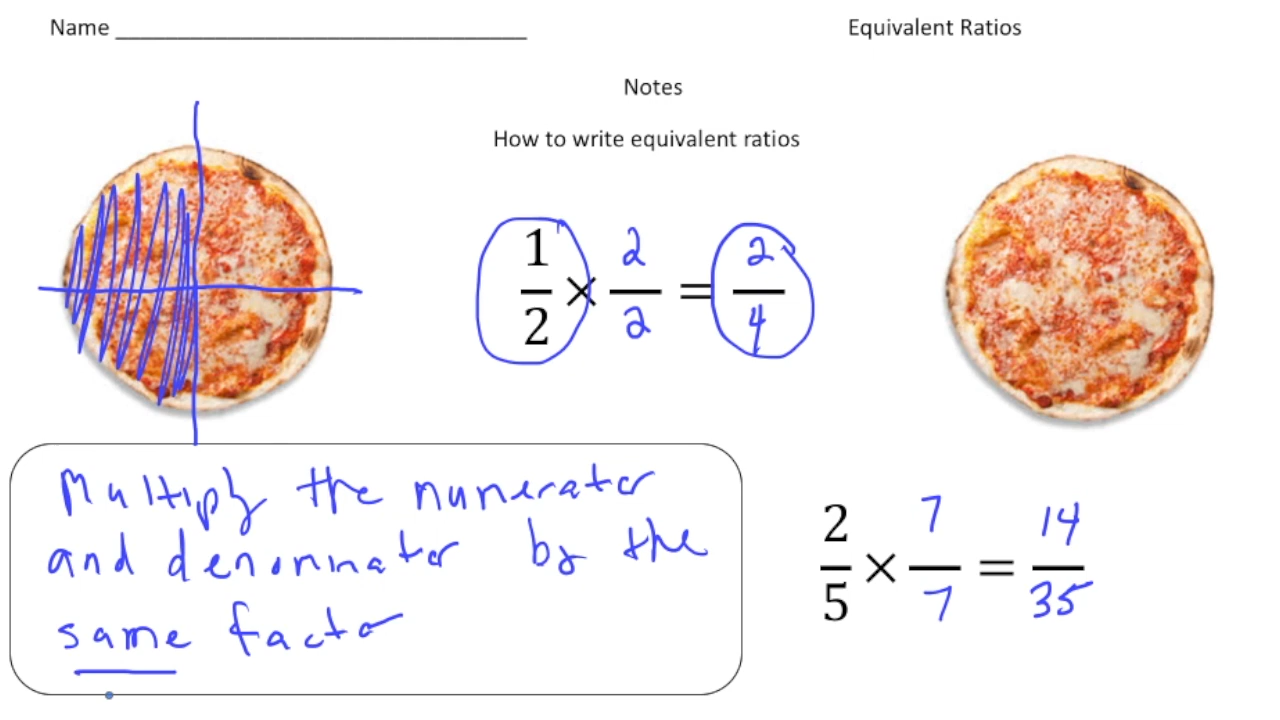 Name ________________ Equivalent Ratios
Notes
How to write equivalent ratios
1/2 × 2/2 = 2/4
Multiply the numerator
and denominator by the
same factor
2/5 × 7/7 = 14/35